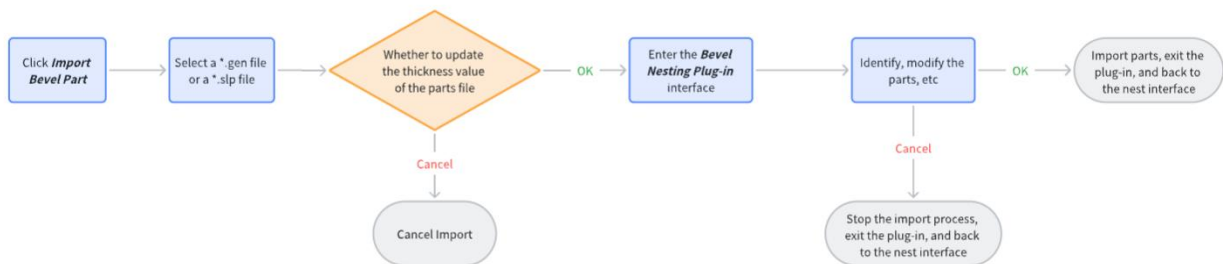 Click Import
Bevel Part
Select a *.gen file
or a *.slp file
Whether to update
the thickness value
of the parts file
OK
Enter the Bevel
Nesting Plug-in
interface
Identify, modify the
parts, etc
OK
Import parts, exit the
plug-in, and back to
the nest interface
Cancel
Cancel
Cancel Import
Stop the import process,
exit the plug-in, and back
to the nest interface